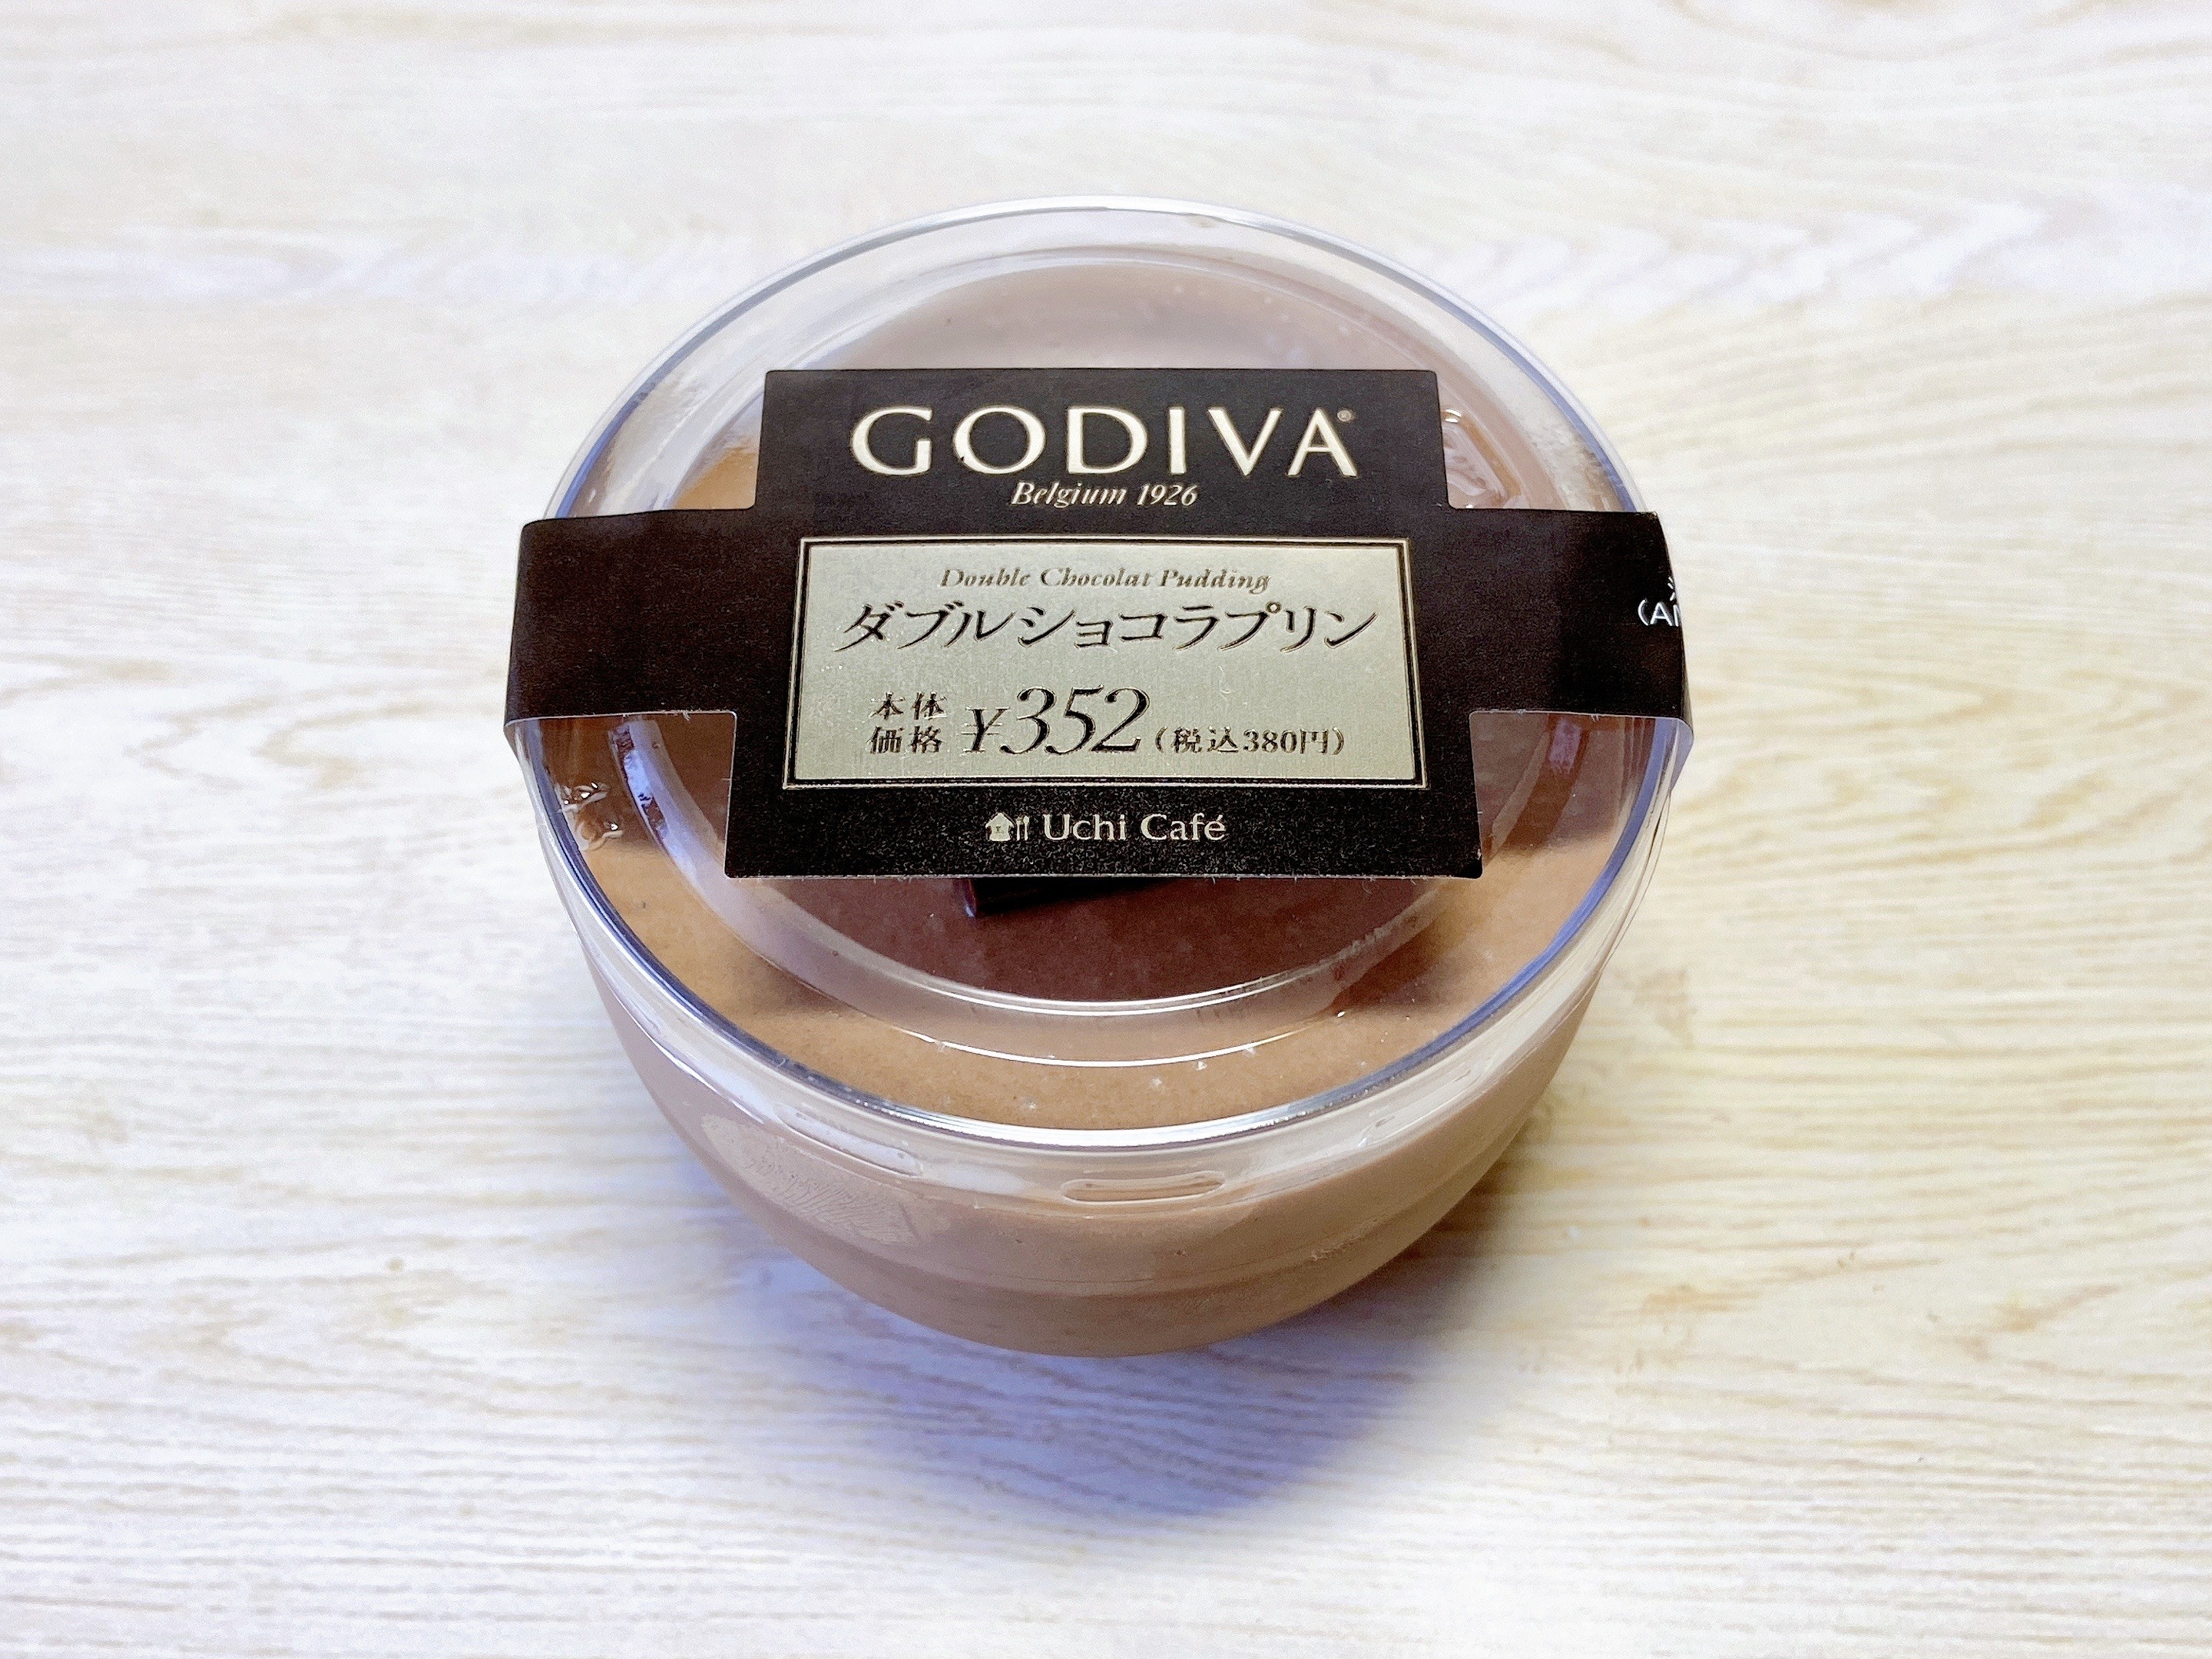 GODIVA®
Belgium 1926
Double Chocolat Pudding
ダブルショコラプリン
本体価格 ¥352(税込380円)
Uchi Café